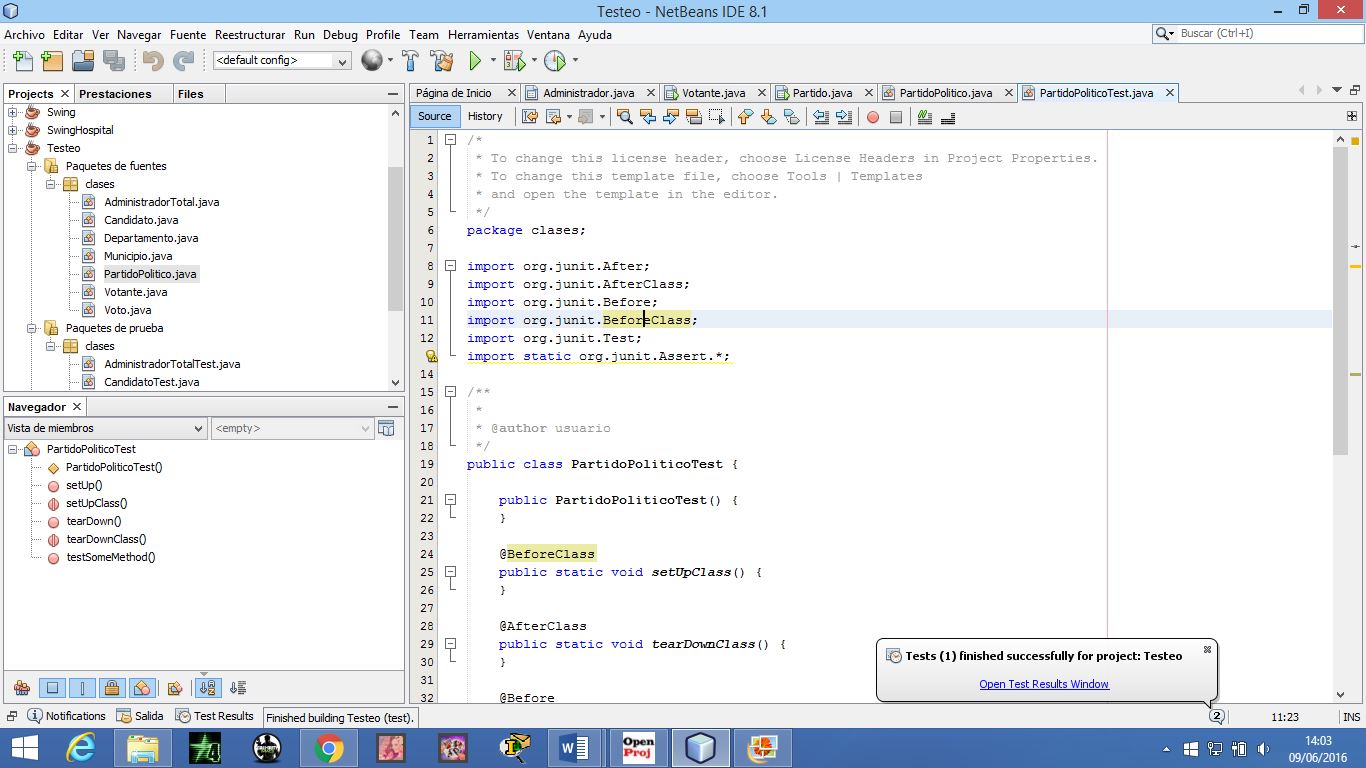 Testeo - NetBeans IDE 8.1
Archivo Editar Ver Navegar Fuente Reestructurar Run Debug Profile Team Herramientas Ventana Ayuda
Buscar (Ctrl+I)
<default config>
Projects Prestaciones Files
Swing
SwingHospital
Testeo
Paquetes de fuentes
clases
AdministradorTotal.java
Candidato.java
Departamento.java
Municipio.java
PartidoPolitico.java
Votante.java
Voto.java
Paquetes de prueba
clases
AdministradorTotalTest.java
CandidatoTest.java
Navegador
Vista de miembros <empty>
PartidoPoliticoTest
PartidoPoliticoTest()
setUp()
setUpClass()
tearDown()
tearDownClass()
testSomeMethod()
Página de Inicio Administrador.java Votante.java Partido.java PartidoPolitico.java PartidoPoliticoTest.java
Source History
1 /*
2 * To change this license header, choose License Headers in Project Properties.
3 * To change this template file, choose Tools | Templates
4 * and open the template in the editor.
5 */
6 package clases;
7
8 import org.junit.After;
9 import org.junit.AfterClass;
10 import org.junit.Before;
11 import org.junit.BeforeClass;
12 import org.junit.Test;
import static org.junit.Assert.*;
14
15 /**
16 *
17 * @author usuario
18 */
19 public class PartidoPoliticoTest {
20
21 public PartidoPoliticoTest() {
22 }
23
24 @BeforeClass
25 public static void setUpClass() {
26 }
27
28 @AfterClass
29 public static void tearDownClass() {
30 }
31
32 @Before
Tests (1) finished successfully for project: Testeo
Open Test Results Window
Notifications Salida Test Results Finished building Testeo (test). 2 11:23 INS
Open
Proj
14:03
09/06/2016